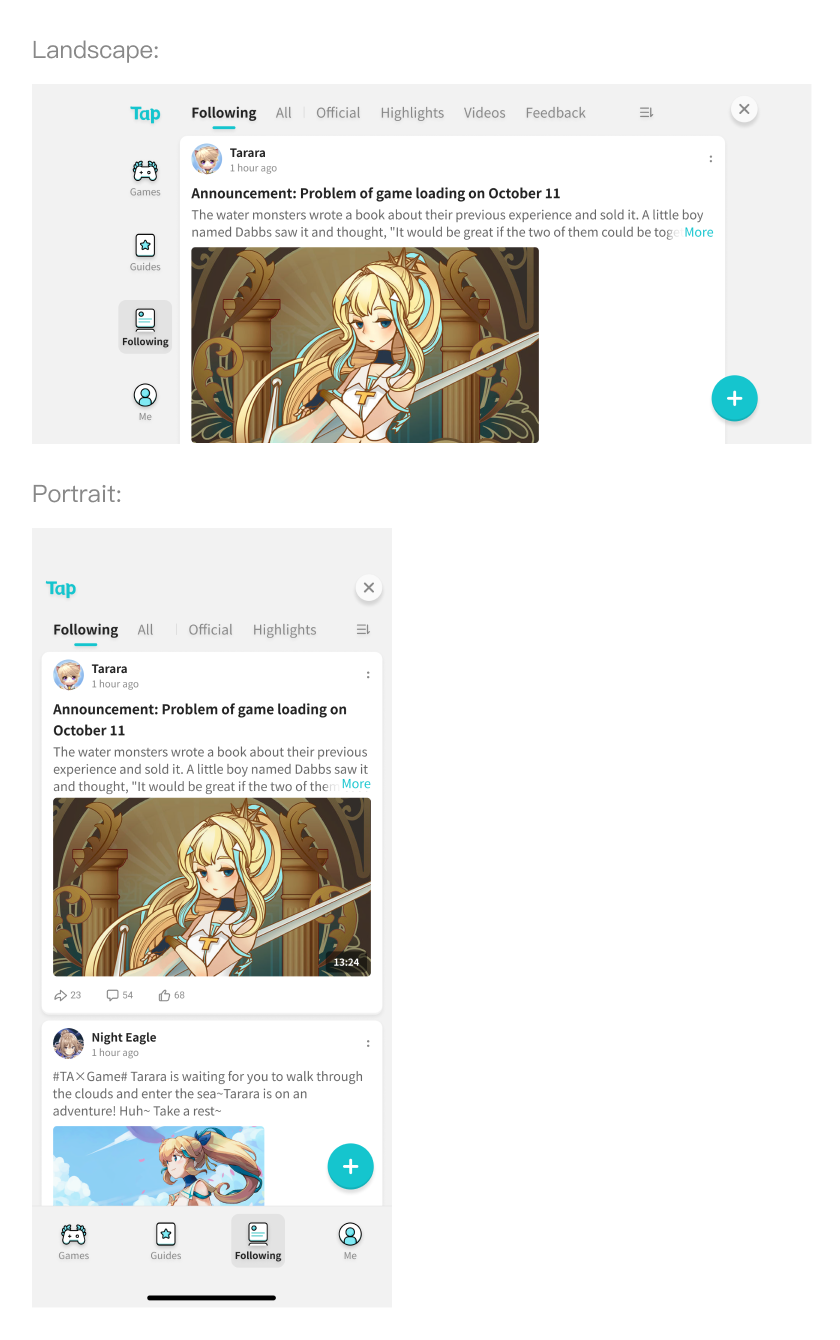 Landscape:
Tap
Following All Official Highlights Videos Feedback
Games
Guides
Following
Me
Tarara
1 hour ago
Announcement: Problem of game loading on October 11
The water monsters wrote a book about their previous experience and sold it. A little boy
named Dabbs saw it and thought, "It would be great if the two of them could be toge More
Portrait:
Tap
Following All Official Highlights
Tarara
1 hour ago
Announcement: Problem of game loading on
October 11
The water monsters wrote a book about their previous
experience and sold it. A little boy named Dabbs saw it
and thought, "It would be great if the two of them More
13:24
23 54 68
Night Eagle
1 hour ago
#TA×Game# Tarara is waiting for you to walk through
the clouds and enter the sea~Tarara is on an
adventure! Huh~ Take a rest~
Games Guides Following Me